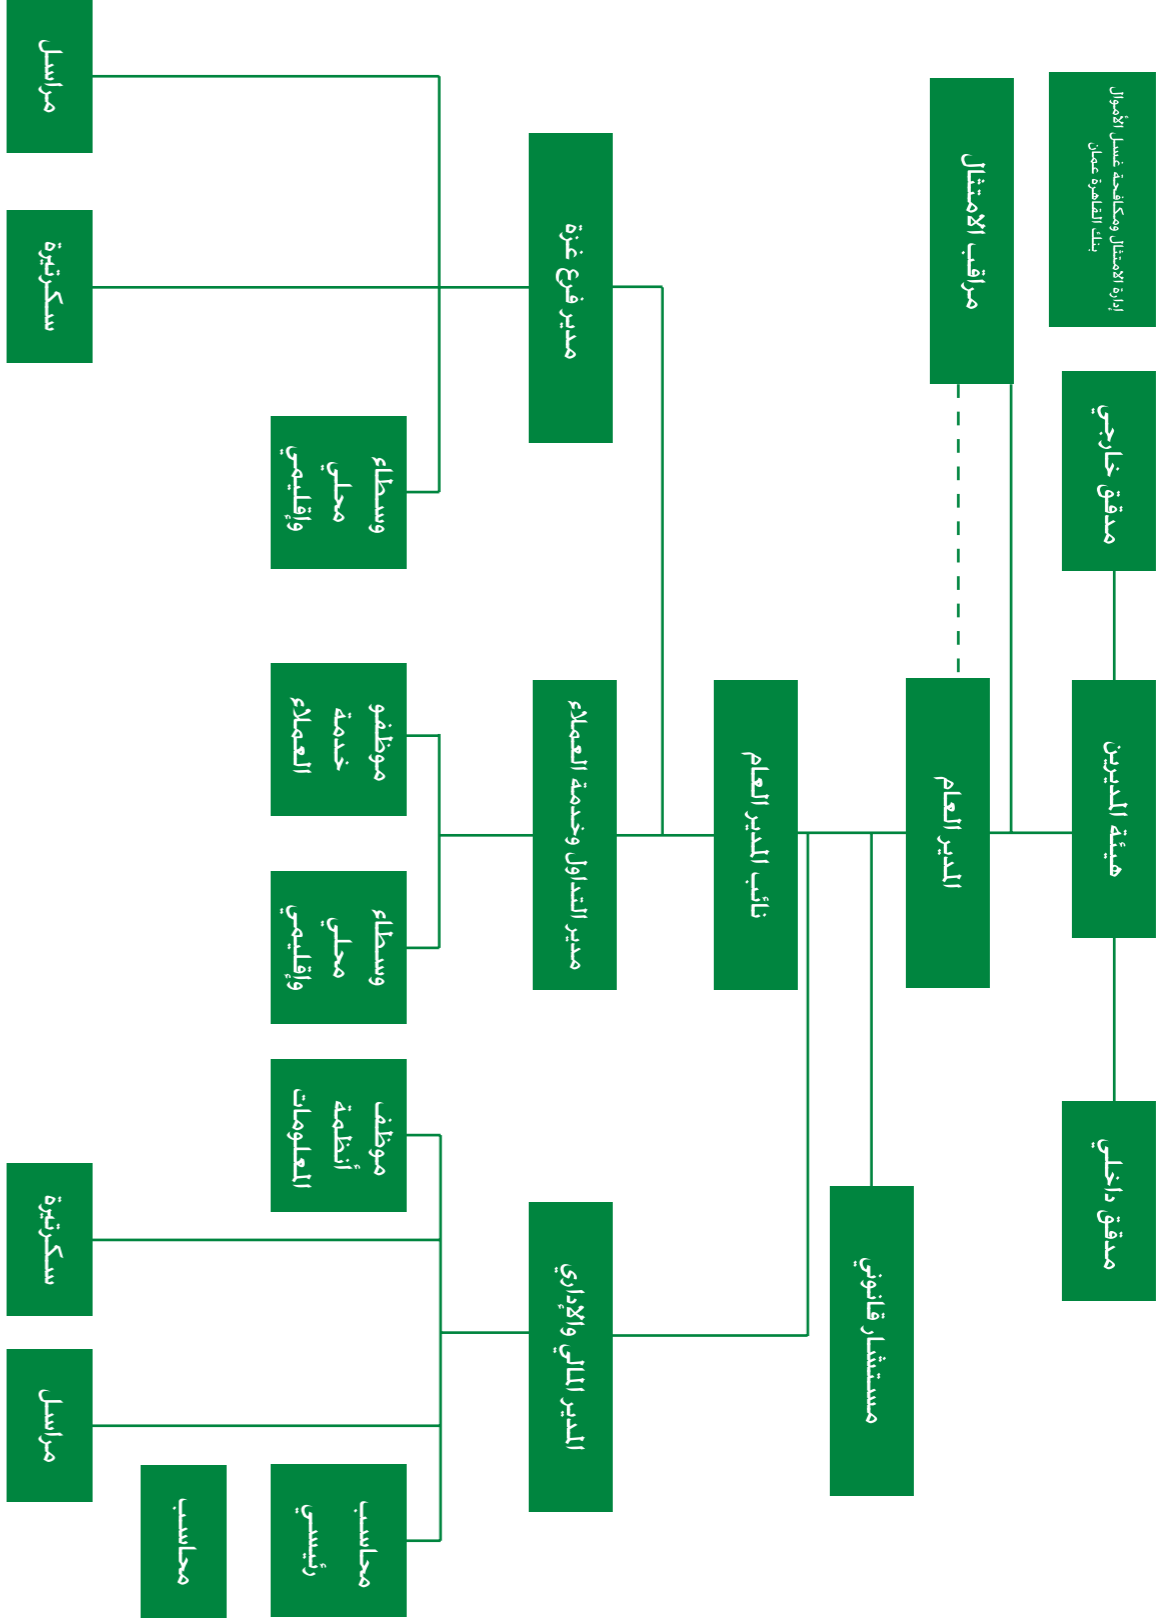 مدقق داخلي
هيئة المديرين
مدقق خارجي
إدارة الامتثال ومكافحة غسل الأموال
بنك القاهرة عمان
المدير العام
مراقب الامتثال
مستشار قانوني
نائب المدير العام
المدير المالي والإداري
مدير التداول وخدمة العملاء
مدير فرع غزة
محاسب
رئيسي
موظف
أنظمة
المعلومات
وسطاء
محلي
وإقليمي
موظفو
خدمة
العملاء
وسطاء
محلي
وإقليمي
محاسب
مراسل
سكرتيرة
سكرتيرة
مراسل